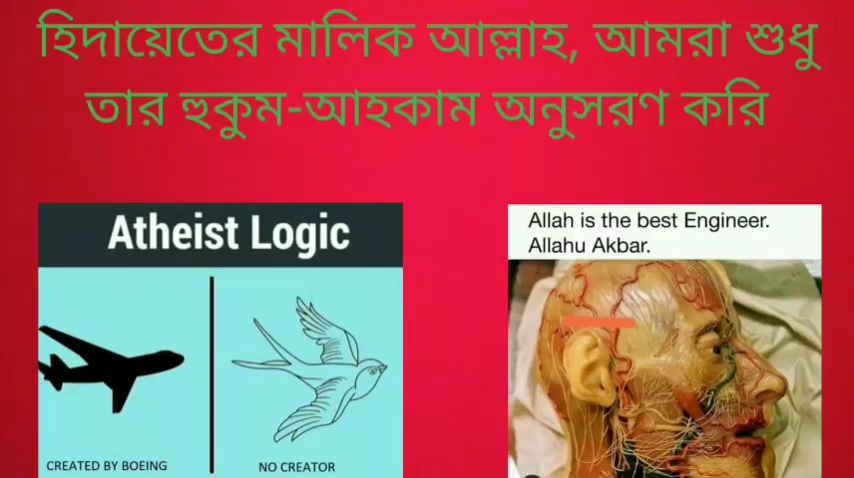 হিদায়েতের মালিক আল্লাহ, আমরা শুধু
তার হুকুম-আহকাম অনুসরণ করি
Atheist Logic
CREATED BY BOEING
NO CREATOR
Allah is the best Engineer.
Allahu Akbar.